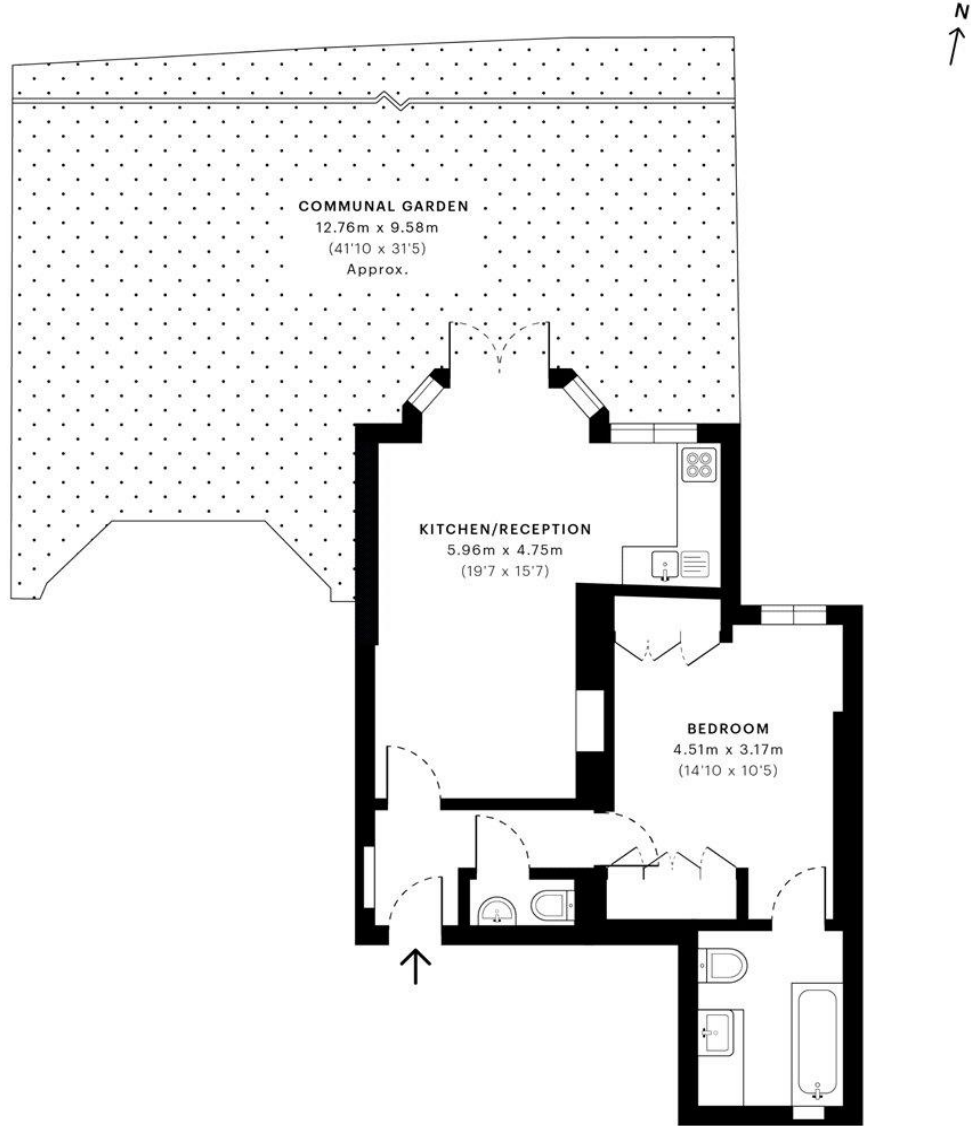 N
COMMUNAL GARDEN
12.76m x 9.58m
(41'10 x 31'5)
Approx.
KITCHEN/RECEPTION
5.96m x 4.75m
(19'7 x 15'7)
BEDROOM
4.51m x 3.17m
(14'10 x 10'5)